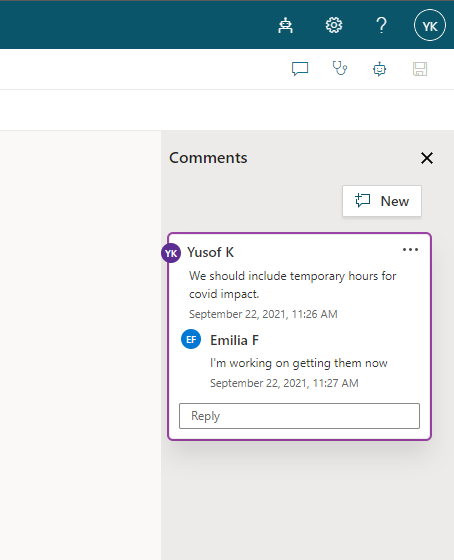 ?
YK
Comments
New
YK
Yusof K
We should include temporary hours for
covid impact.
September 22, 2021, 11:26 AM
EF
Emilia F
I'm working on getting them now
September 22, 2021, 11:27 AM
Reply